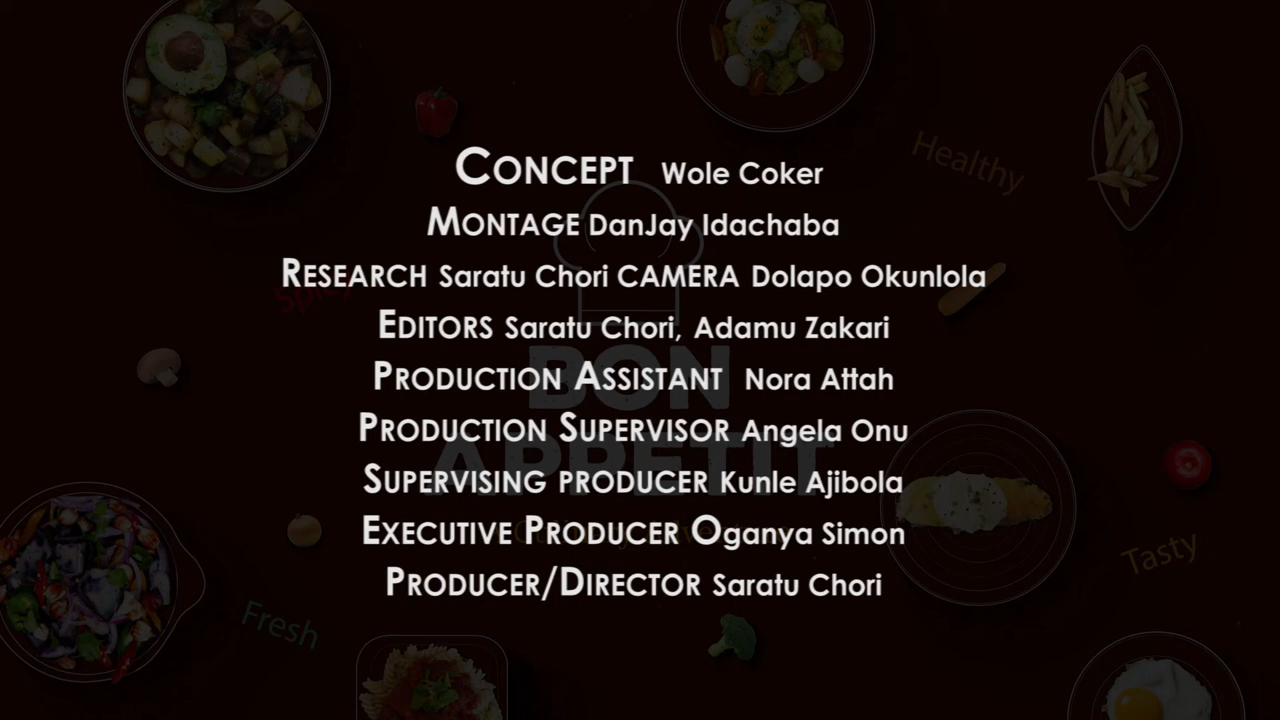 Healthy
CONCEPT Wole Coker
MONTAGE DanJay Idachaba
RESEARCH Saratu Chori CAMERA Dolapo Okunlola
Spicy
EDITORS Saratu Chori, Adamu Zakari
BON
PRODUCTION ASSISTANT Nora Attah
PRODUCTION SUPERVISOR Angela Onu
APPETIT
SUPERVISING PRODUCER Kunle Ajibola
EXECUTIVE PRODUCER Oganya Simon
Tasty
PRODUCER/DIRECTOR Saratu Chori
Fresh